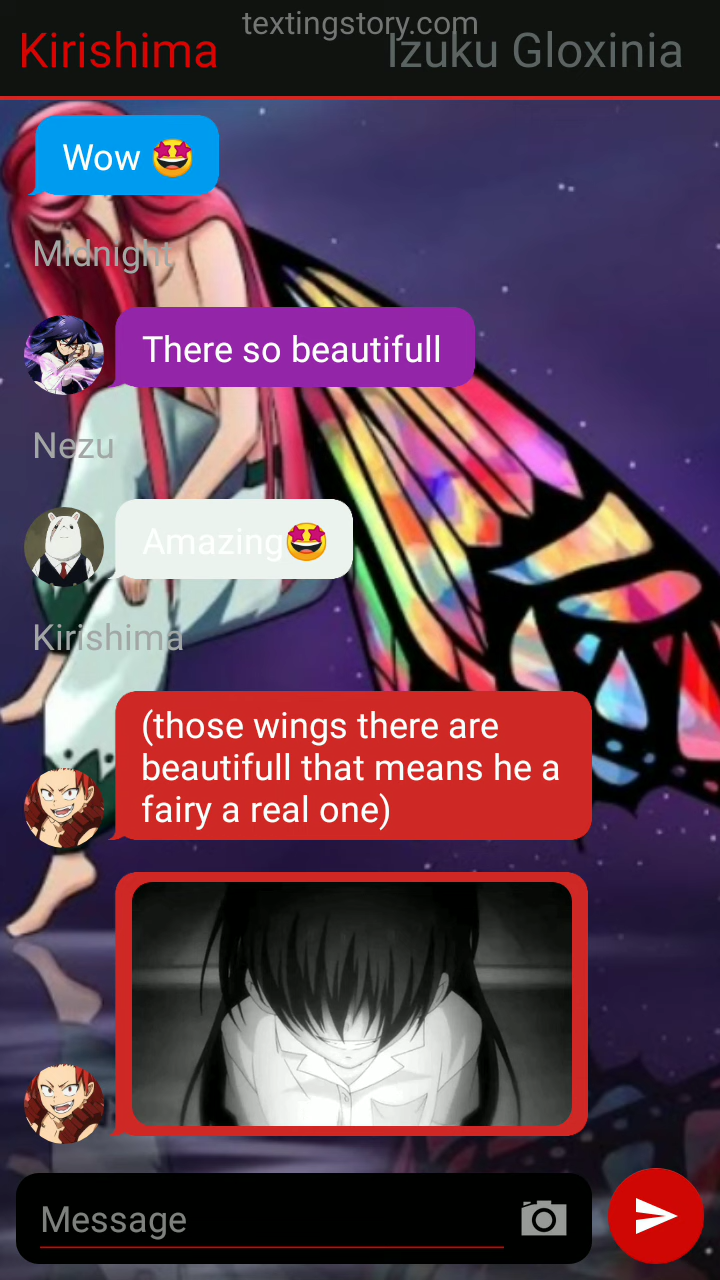 textingstory.com
Kirishima
Izuku Gloxinia
Wow 🤩
Midnight
There so beautifull
Nezu
Amazing🤩
Kirishima
(those wings there are
beautifull that means he a
fairy a real one)
Message